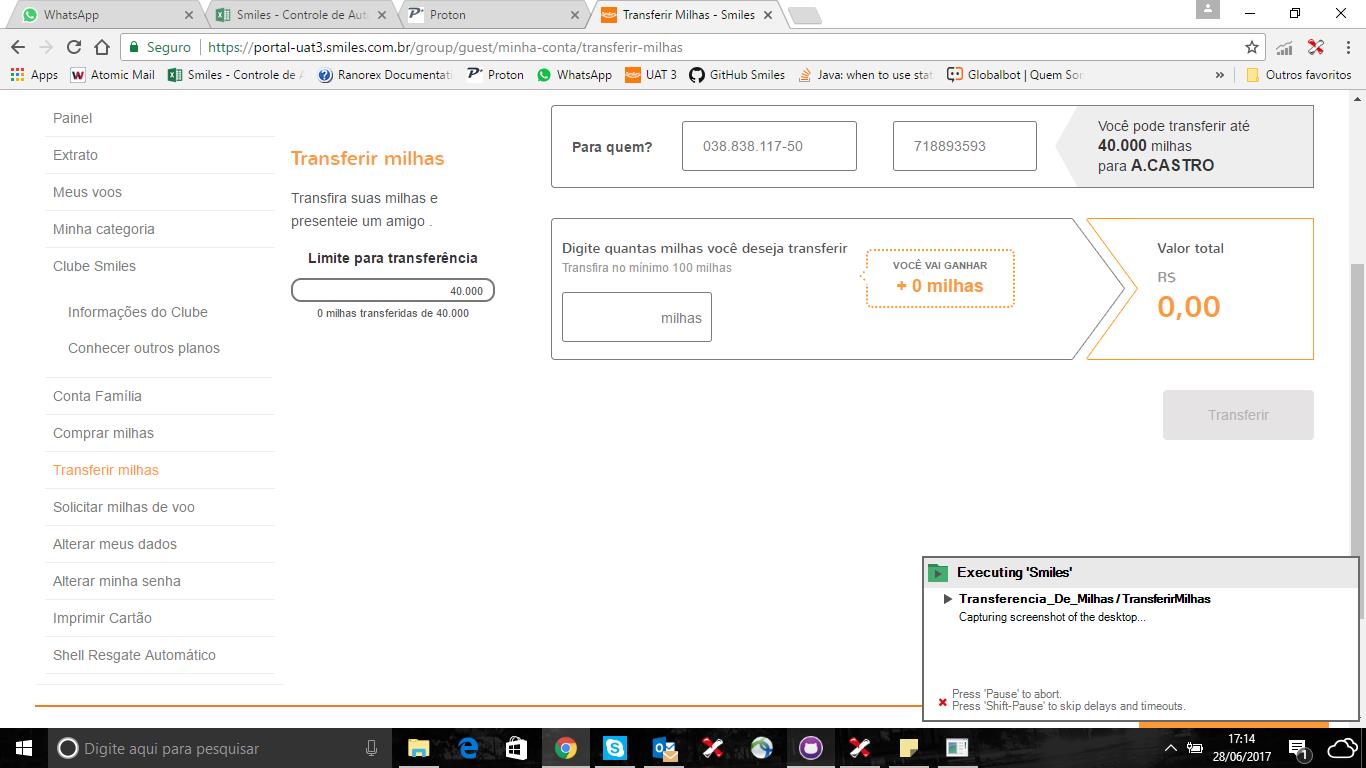 WhatsApp
Smiles - Controle de Aut
Proton
Transferir Milhas - Smiles
Seguro
https://portal-uat3.smiles.com.br/group/guest/minha-conta/transferir-milhas
Apps
Atomic Mail
Smiles - Controle de A
Ranorex Documentati
Proton
WhatsApp
UAT 3
GitHub Smiles
Java: when to use stat
Globalbot | Quem Son
»
Outros favoritos
Painel
Extrato
Meus voos
Minha categoria
Clube Smiles
Informações do Clube
Conhecer outros planos
Conta Família
Comprar milhas
Transferir milhas
Solicitar milhas de voo
Alterar meus dados
Alterar minha senha
Imprimir Cartão
Shell Resgate Automático
Transferir milhas
Transfira suas milhas e
presenteie um amigo .
Limite para transferência
40.000
0 milhas transferidas de 40.000
Para quem?
038.838.117-50
718893593
Você pode transferir até
40.000 milhas
para A.CASTRO
Digite quantas milhas você deseja transferir
Transfira no mínimo 100 milhas
milhas
VOCÊ VAI GANHAR
+ 0 milhas
Valor total
R$
0,00
Transferir
Executing 'Smiles'
Transferencia_De_Milhas / TransferirMilhas
Capturing screenshot of the desktop...
Press 'Pause' to abort.
Press 'Shift-Pause' to skip delays and timeouts.
Digite aqui para pesquisar
17:14
28/06/2017
1